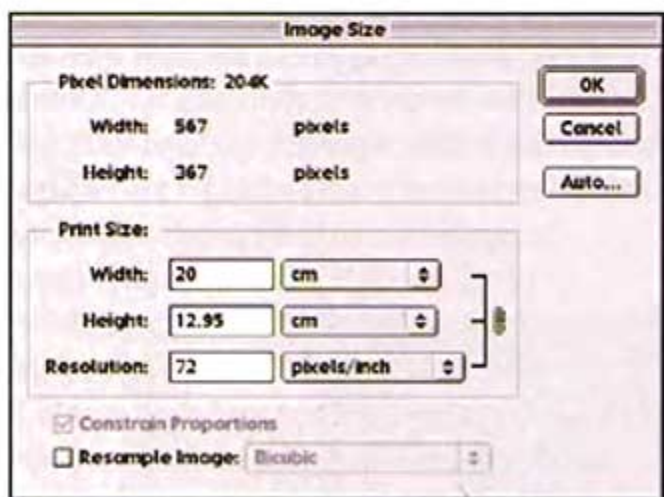 Image Size
Pixel Dimensions: 204K
Width: 567 pixels
Height: 367 pixels
OK
Cancel
Auto...
Print Size:
Width: 20 cm
Height: 12.95 cm
Resolution: 72 pixels/inch
Constrain Proportions
Resample Image: Bicubic